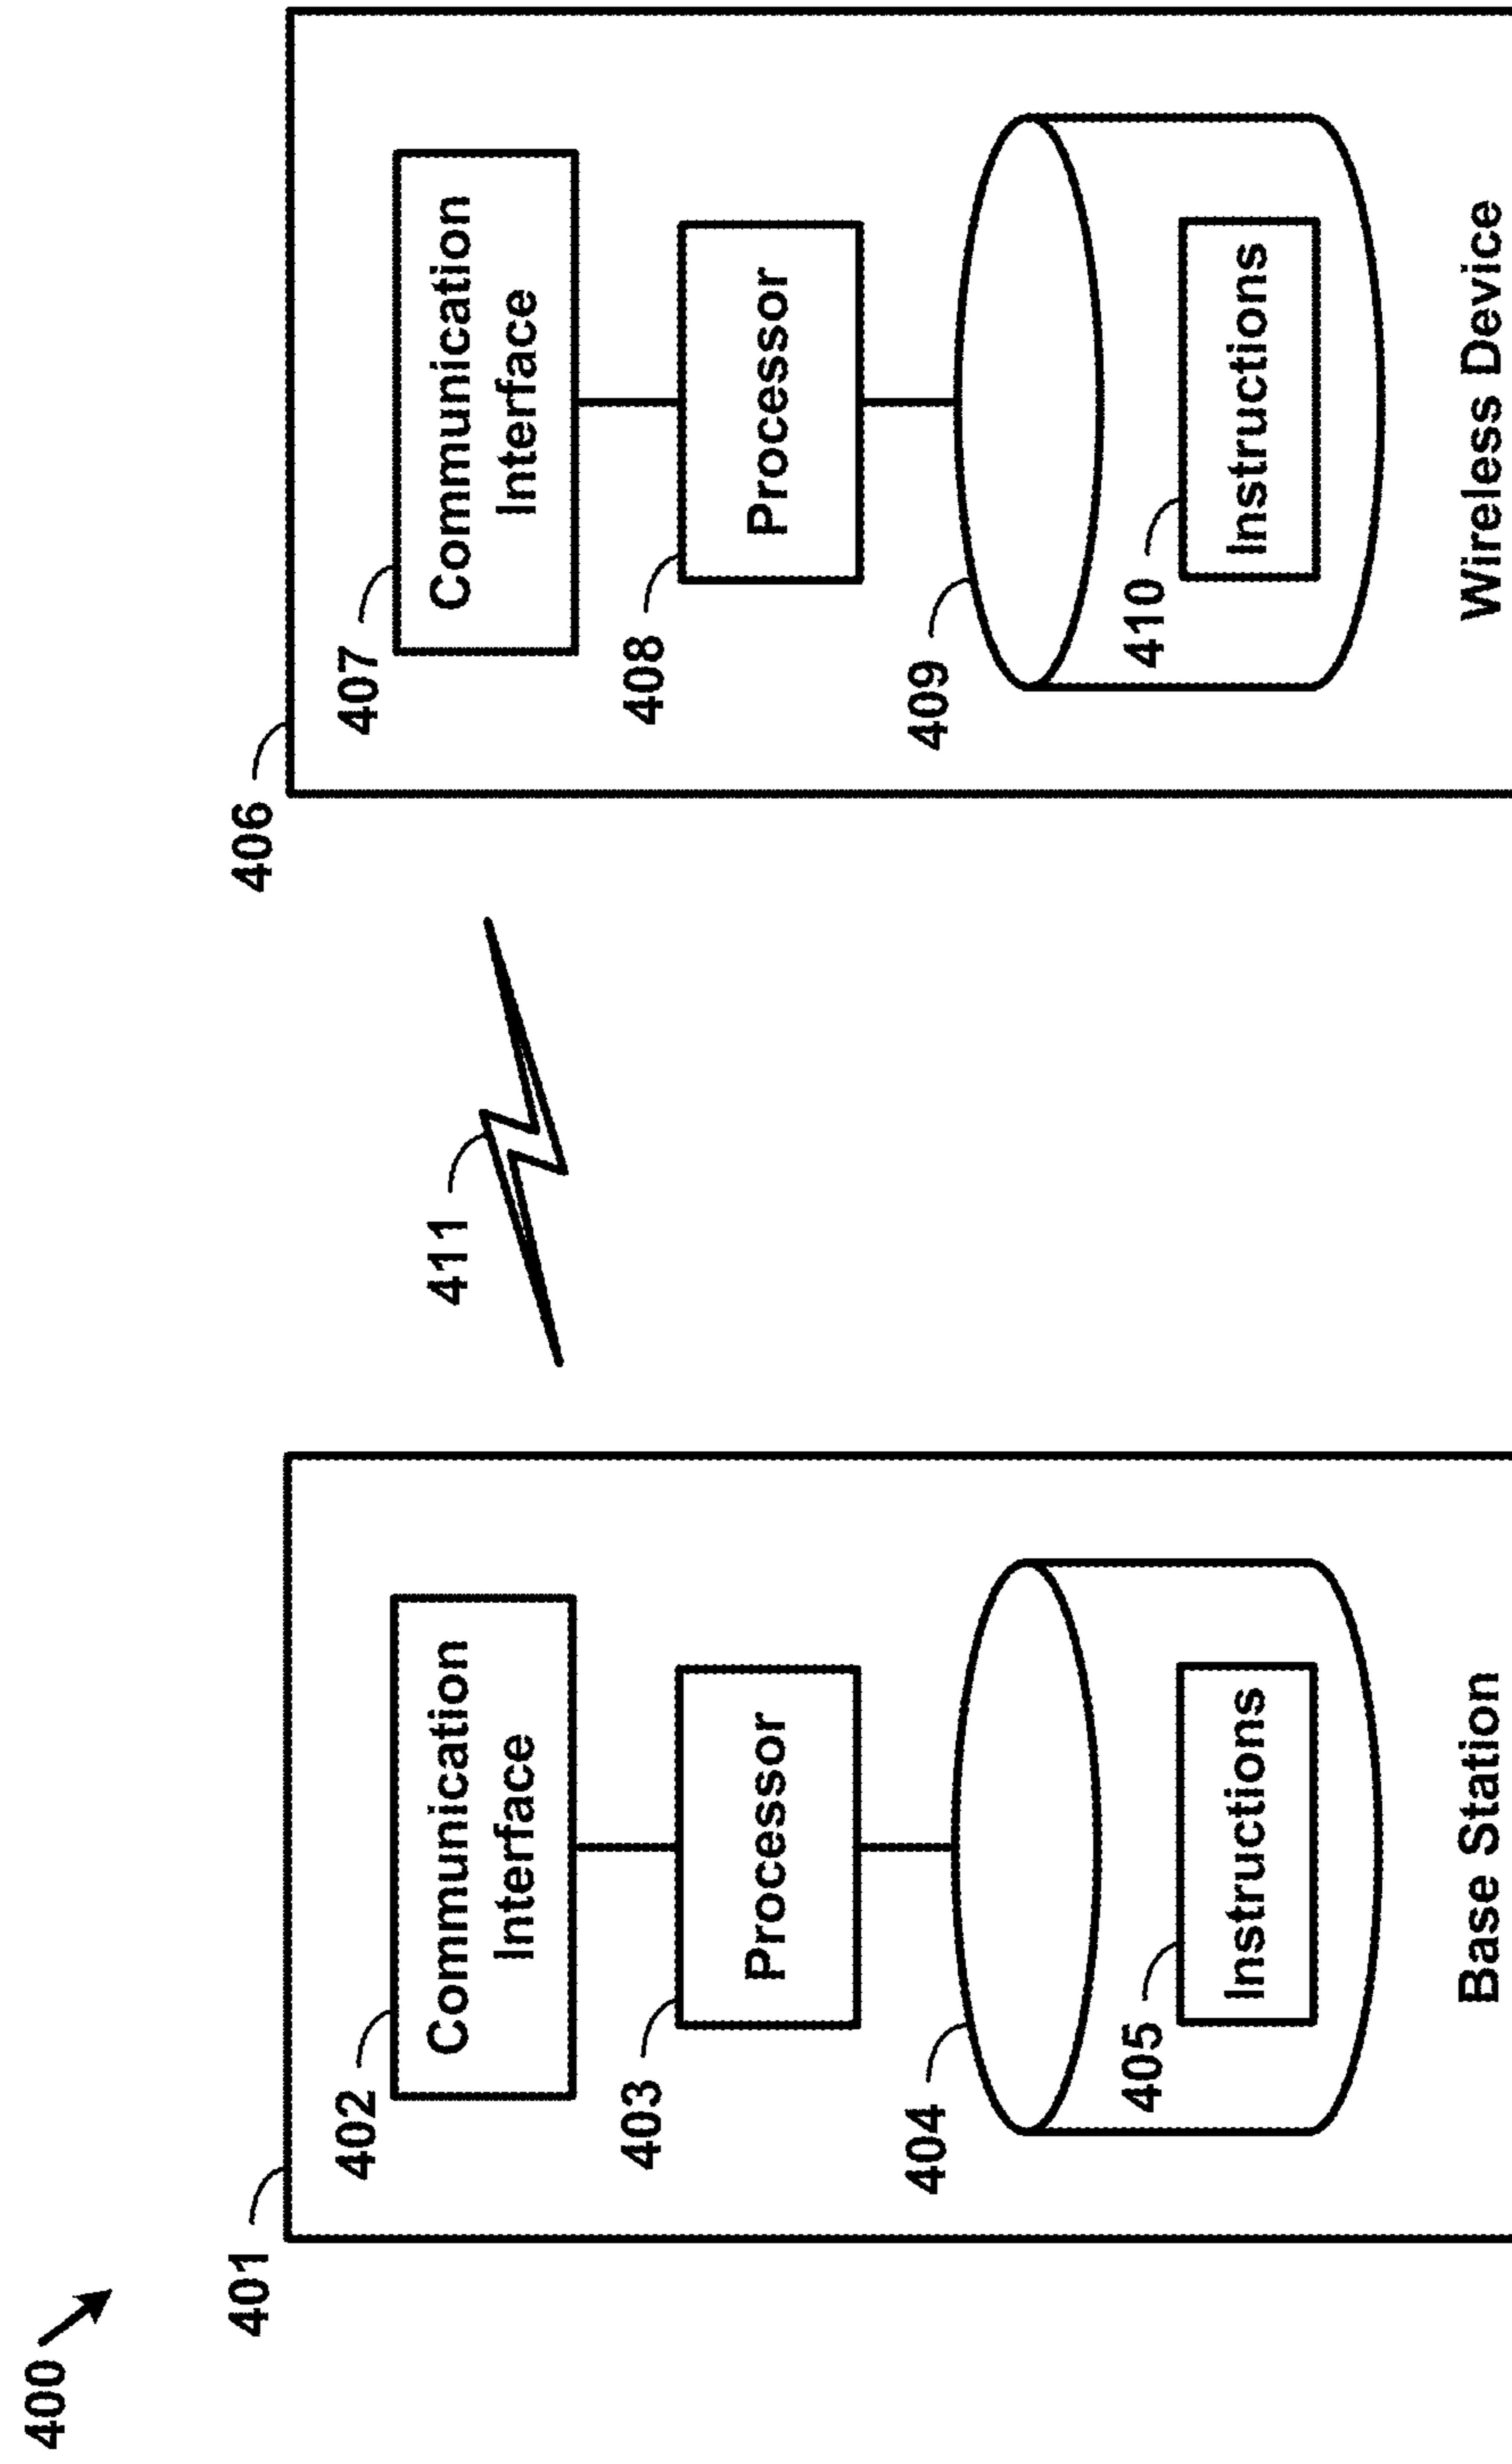 400
401
402
Communication
Interface
403
Processor
404
405
Instructions
Base Station
411
406
407
Communication
Interface
408
Processor
409
410
Instructions
Wireless Device